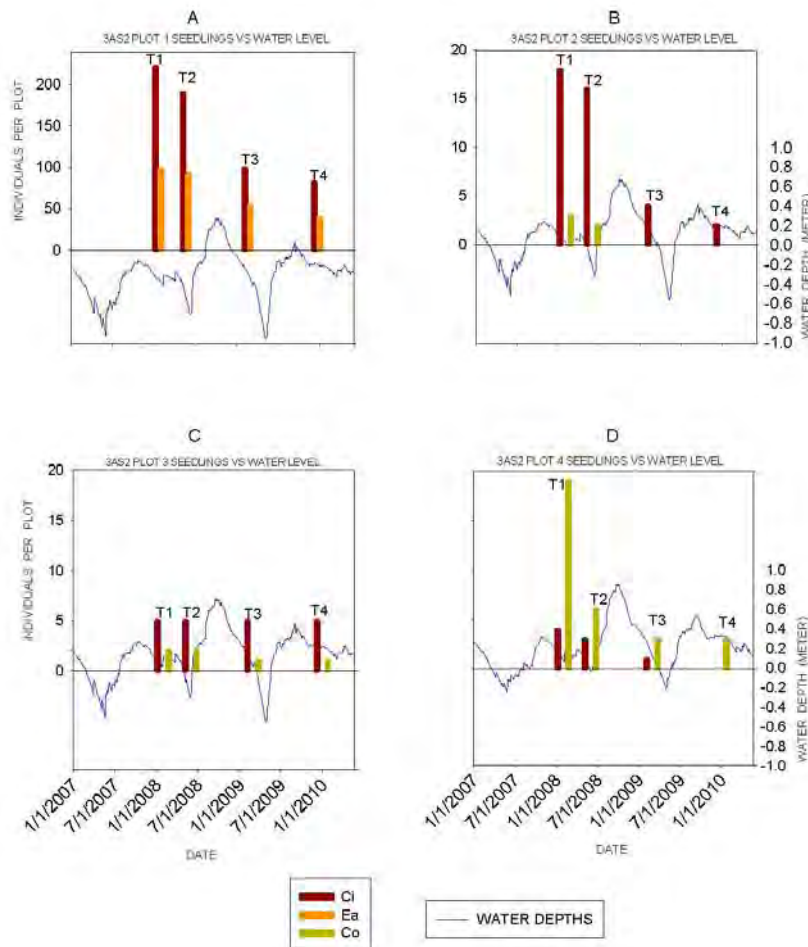 A
3AS2 PLOT 1 SEEDLINGS VS WATER LEVEL
INDIVIDUALS PER PLOT
200
150
100
50
0
T1
T2
T3
T4
B
3AS2 PLOT 2 SEEDLINGS VS WATER LEVEL
20
15
10
5
0
T1
T2
T3
T4
1.0
0.8
0.6
0.4
0.2
0.0
-0.2
-0.4
-0.6
-0.8
-1.0
WATER DEPTH (METER)
C
3AS2 PLOT 3 SEEDLINGS VS WATER LEVEL
INDIVIDUALS PER PLOT
20
15
10
5
0
T1
T2
T3
T4
1/1/2007
7/1/2007
1/1/2008
7/1/2008
1/1/2009
7/1/2009
1/1/2010
DATE
D
3AS2 PLOT 4 SEEDLINGS VS WATER LEVEL
T1
T2
T3
T4
1.0
0.8
0.6
0.4
0.2
0.0
-0.2
-0.4
-0.6
-0.8
-1.0
WATER DEPTH (METER)
1/1/2007
7/1/2007
1/1/2008
7/1/2008
1/1/2009
7/1/2009
1/1/2010
DATE
Ci
Ea
Co
WATER DEPTHS